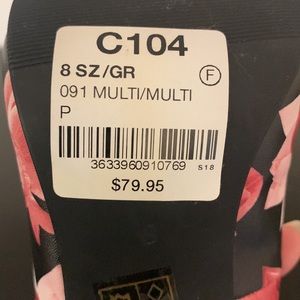 C104
8 SZ/GR
F
091 MULTI/MULTI
P
3633960910769 S18
$79.95